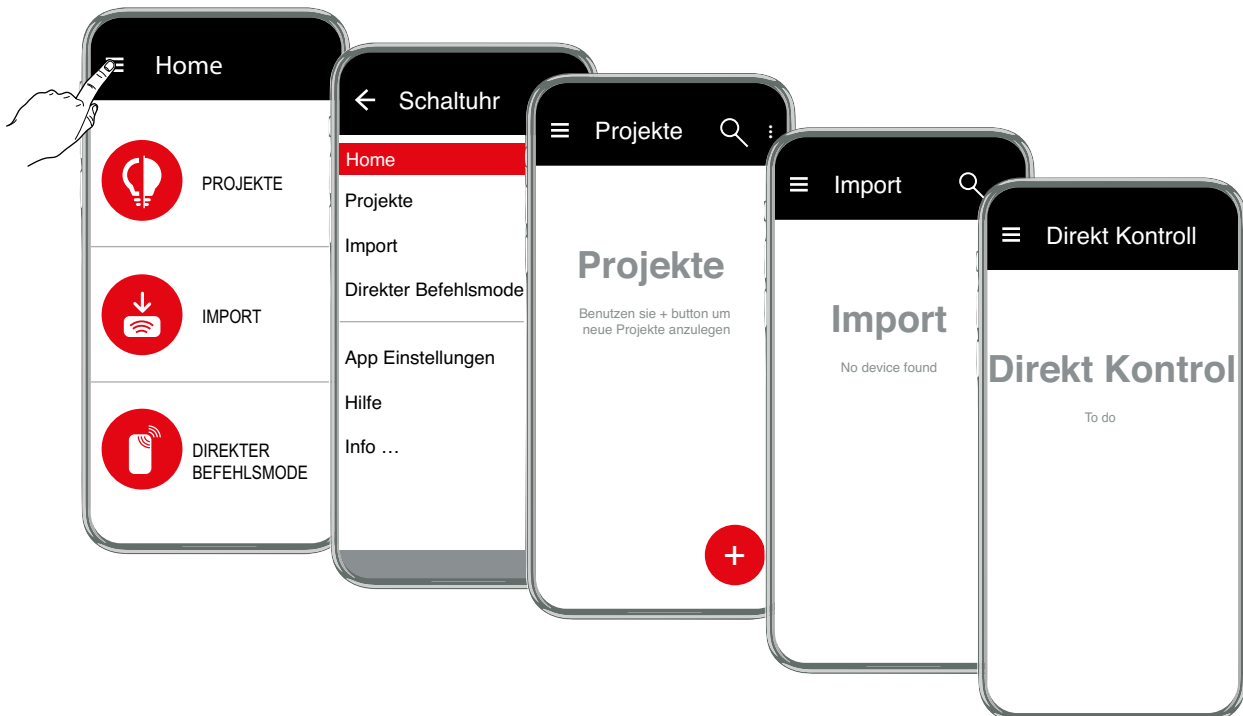 Home
PROJEKTE
IMPORT
DIREKTER
BEFEHLSMODE
Schaltuhr
Home
Projekte
Import
Direkter Befehlsmode
App Einstellungen
Hilfe
Info …
Projekte
Projekte
Benutzen sie + button um
neue Projekte anzulegen
+
Import
Import
No device found
Direkt Kontroll
Direkt Kontrol
To do